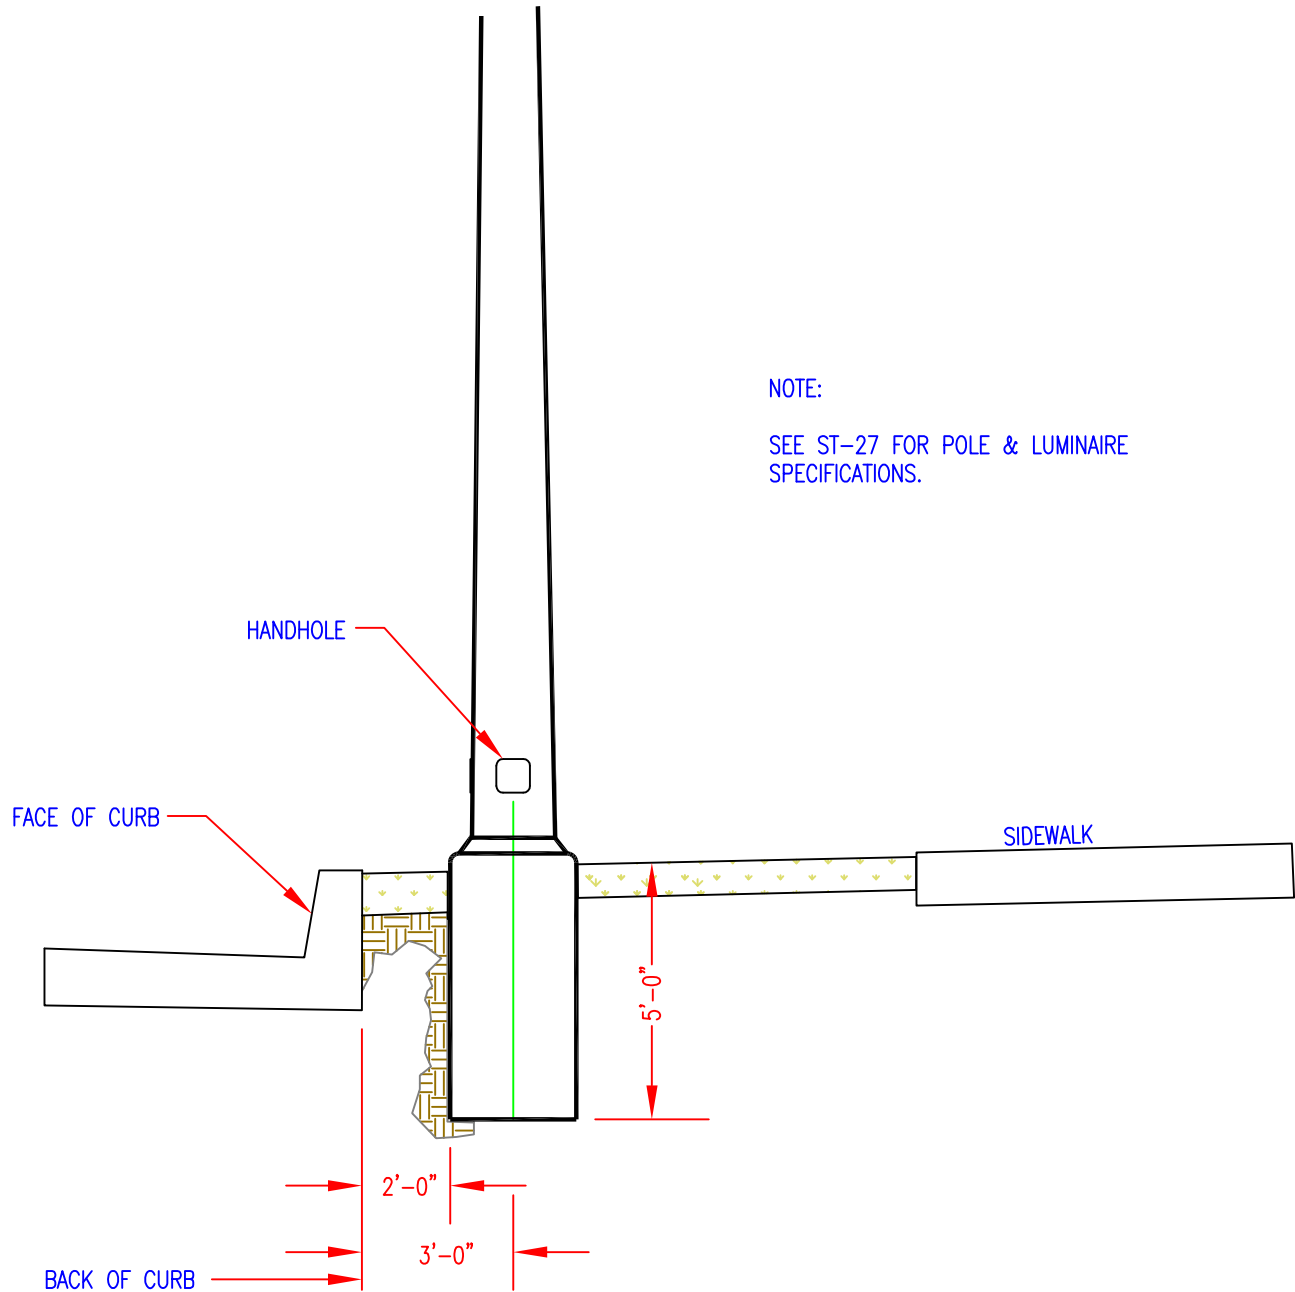 NOTE:
SEE ST-27 FOR POLE & LUMINAIRE
SPECIFICATIONS.
HANDHOLE
FACE OF CURB
SIDEWALK
5'-0"
2'-0"
3'-0"
BACK OF CURB